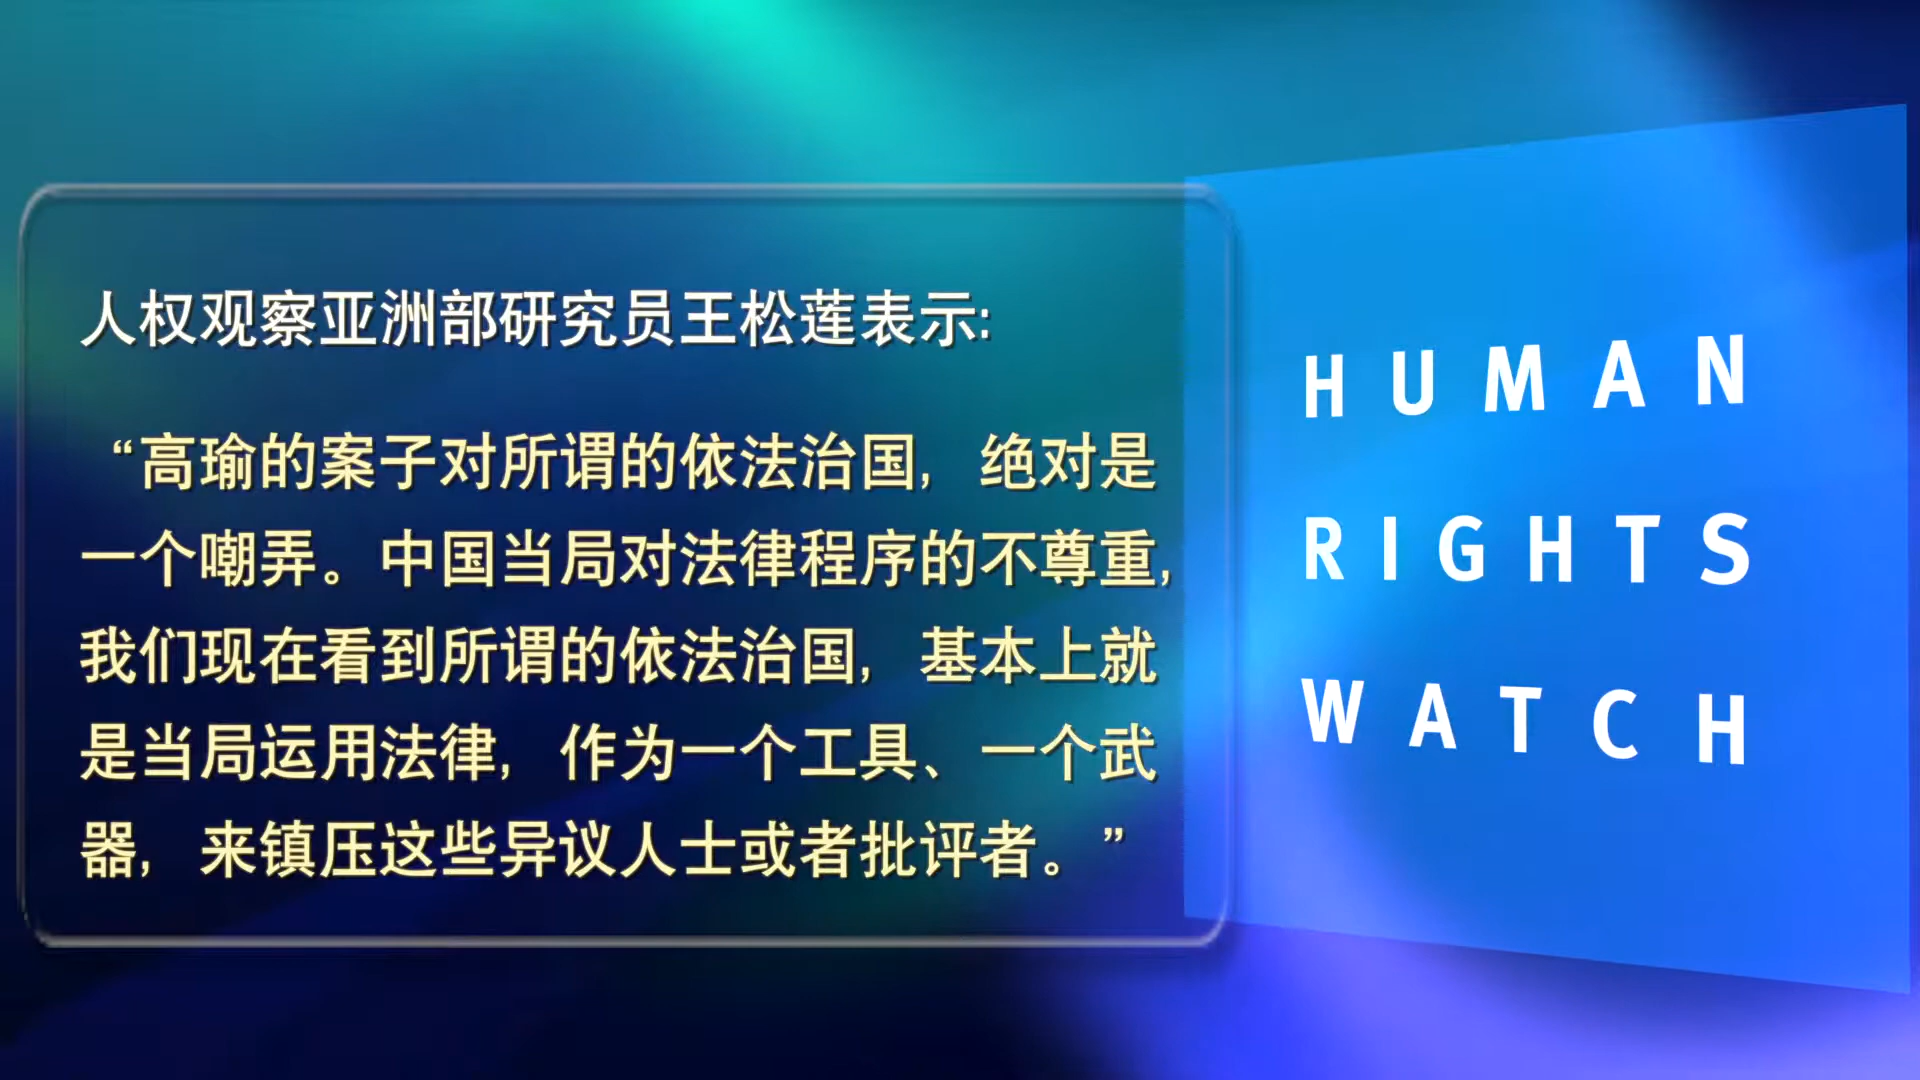 人权观察亚洲部研究员王松莲表示:
“高瑜的案子对所谓的依法治国，绝对是
一个嘲弄。中国当局对法律程序的不尊重，
我们现在看到所谓的依法治国，基本上就
是当局运用法律，作为一个工具、一个武
器，来镇压这些异议人士或者批评者。”
HUMAN
RIGHTS
WATCH